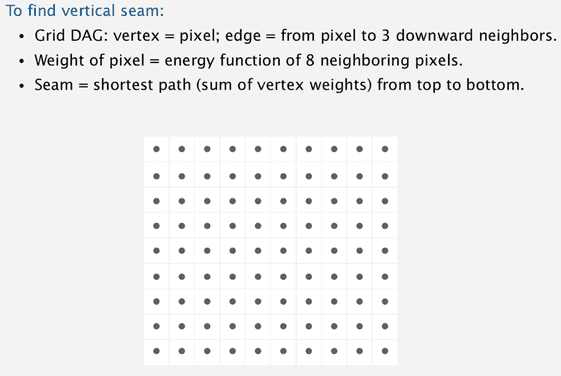 To find vertical seam:
• Grid DAG: vertex = pixel; edge = from pixel to 3 downward neighbors.
• Weight of pixel = energy function of 8 neighboring pixels.
• Seam = shortest path (sum of vertex weights) from top to bottom.